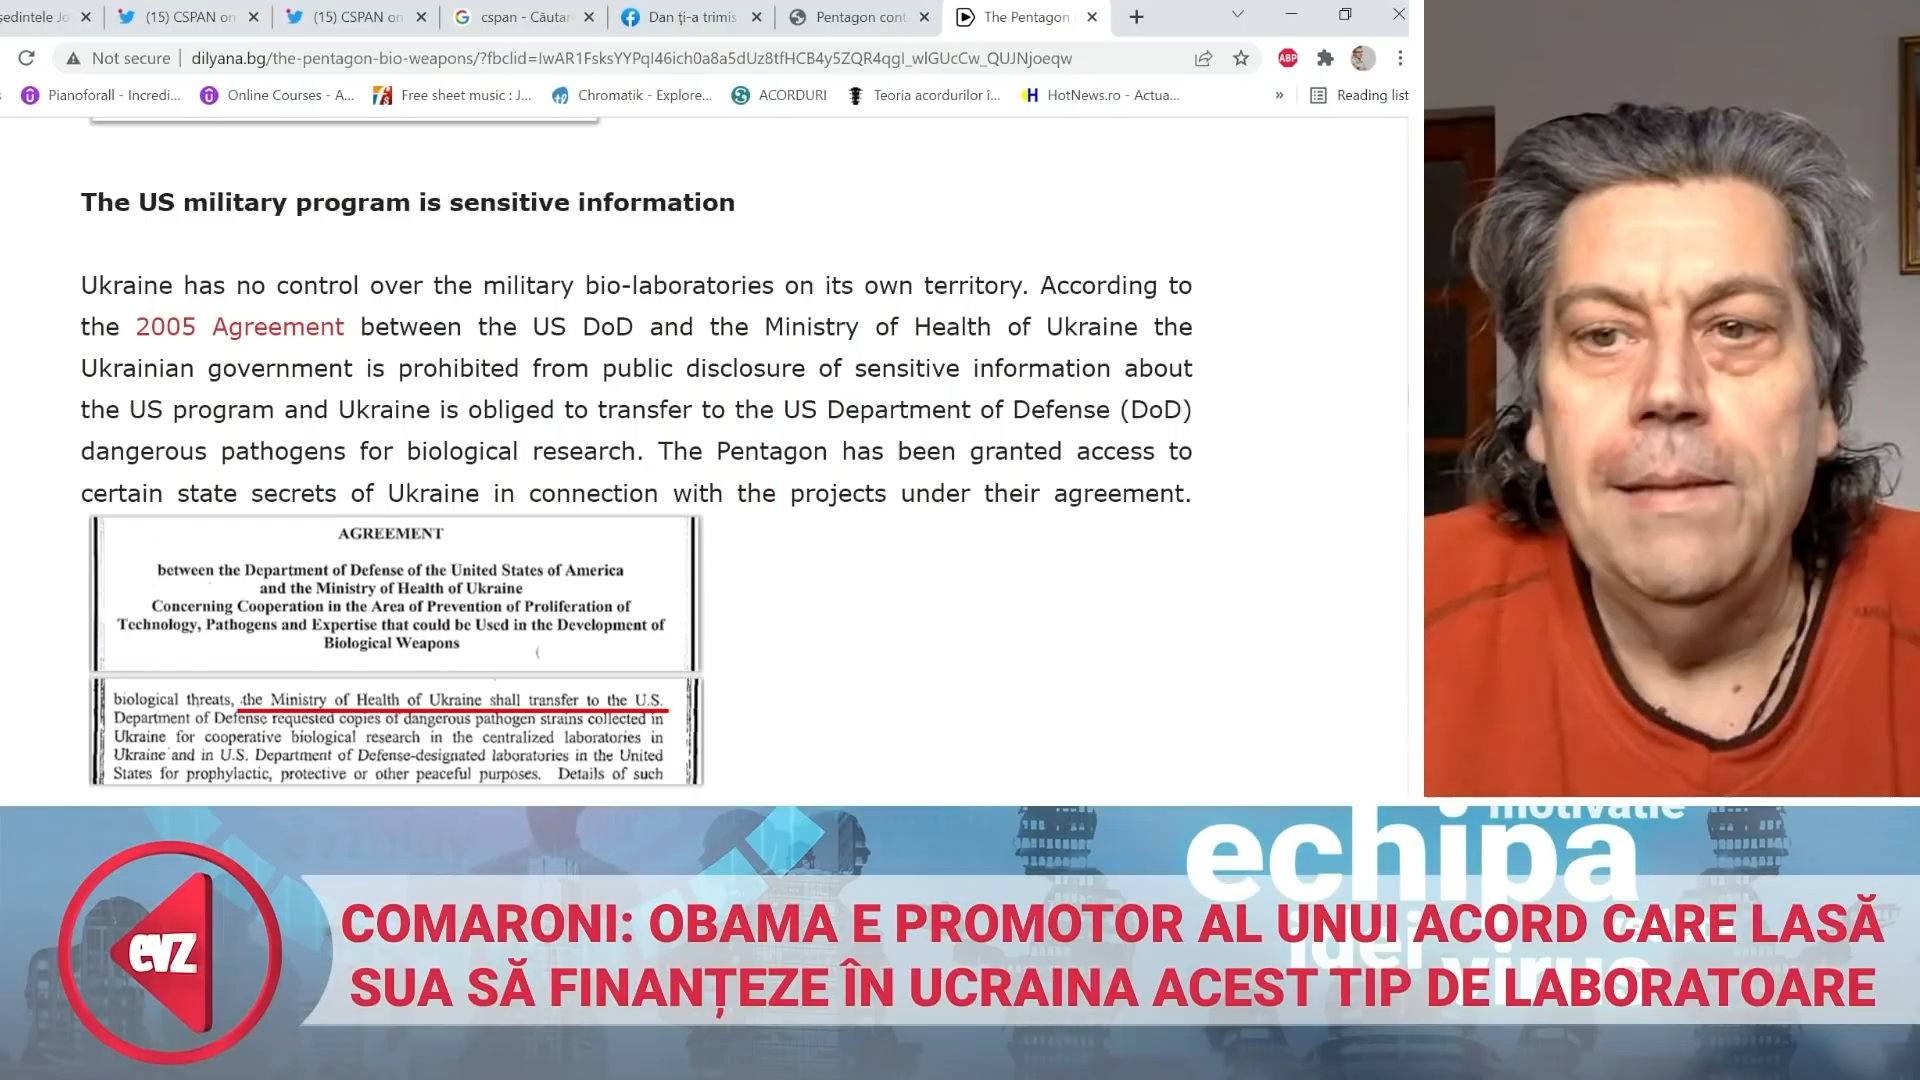 şedintele Jo
(15) CSPAN on
(15) CSPAN on
cspan - Căutar
Dan ţi-a trimis
Pentagon cont
The Pentagon
Not secure
dilyana.bg/the-pentagon-bio-weapons/?fbclid=IwAR1FsksYYPqI46ich0a8a5dUz8tfHCB4y5ZQR4qgI_wlGUcCw_QUJNjoeqw
ABP
Pianoforall - Incredi...
Online Courses - A...
Free sheet music : J...
Chromatik - Explore...
ACORDURI
Teoria acordurilor î...
HotNews.ro - Actua...
»
Reading list
The US military program is sensitive information
Ukraine has no control over the military bio-laboratories on its own territory. According to
the 2005 Agreement between the US DoD and the Ministry of Health of Ukraine the
Ukrainian government is prohibited from public disclosure of sensitive information about
the US program and Ukraine is obliged to transfer to the US Department of Defense (DoD)
dangerous pathogens for biological research. The Pentagon has been granted access to
certain state secrets of Ukraine in connection with the projects under their agreement.
AGREEMENT
between the Department of Defense of the United States of America
and the Ministry of Health of Ukraine
Concerning Cooperation in the Area of Prevention of Proliferation of
Technology, Pathogens and Expertise that could be Used in the Development of
Biological Weapons
biological threats, the Ministry of Health of Ukraine shall transfer to the U.S.
Department of Defense requested copies of dangerous pathogen strains collected in
Ukraine for cooperative biological research in the centralized laboratories in
Ukraine and in U.S. Department of Defense-designated laboratories in the United
States for prophylactic, protective or other peaceful purposes. Details of such
motivatie
echipa
idei
virus
evz
COMARONI: OBAMA E PROMOTOR AL UNUI ACORD CARE LASĂ
SUA SĂ FINANȚEZE ÎN UCRAINA ACEST TIP DE LABORATOARE